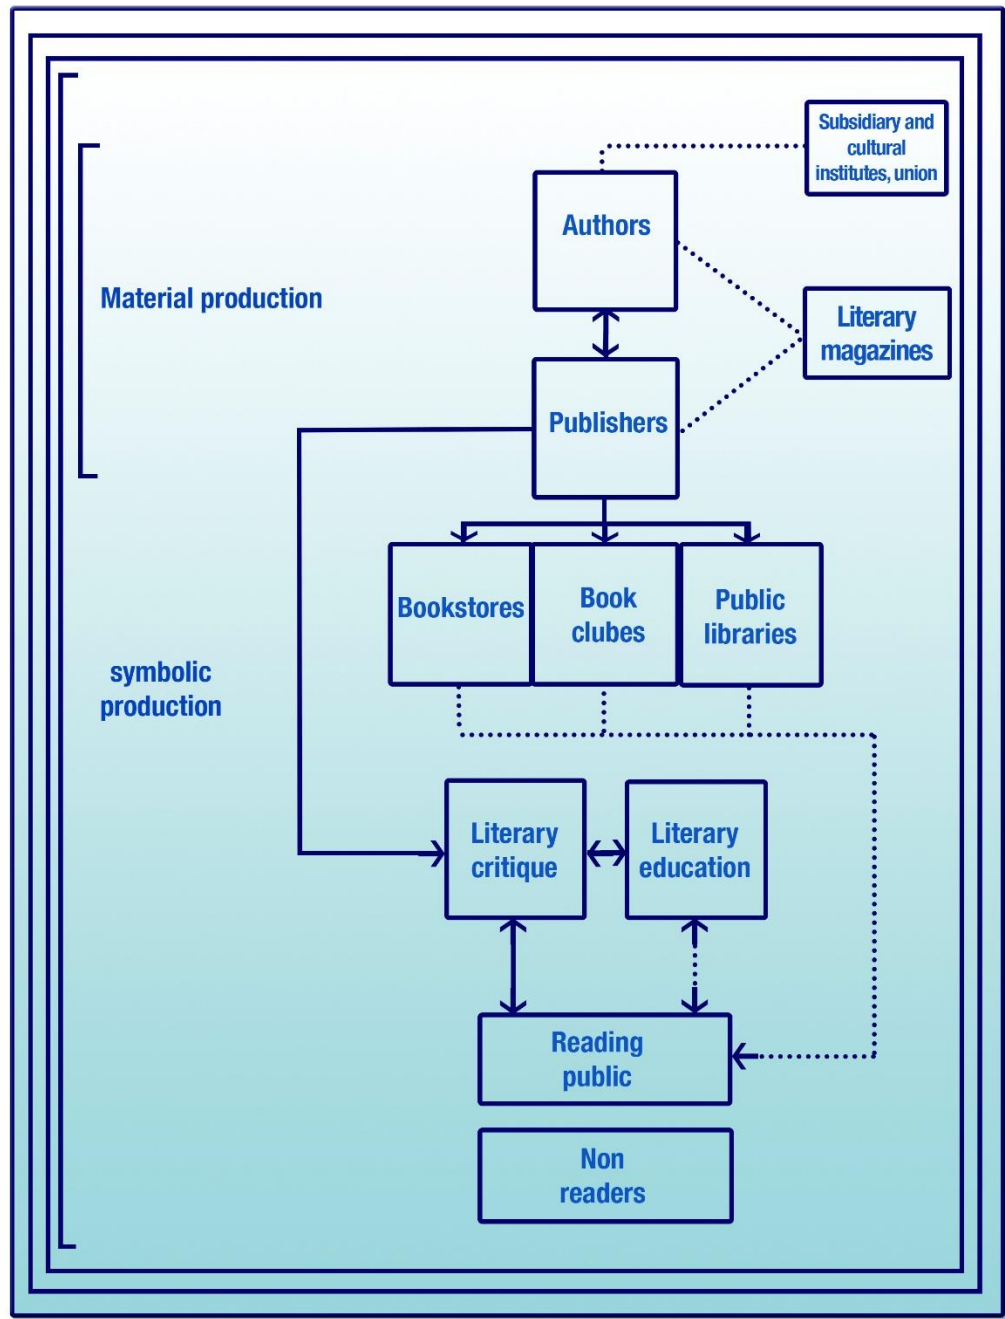 Subsidiary and
cultural
institutes, union
Authors
Material production
Literary
magazines
Publishers
Bookstores
Book
clubes
Public
libraries
symbolic
production
Literary
critique
Literary
education
Reading
public
Non
readers